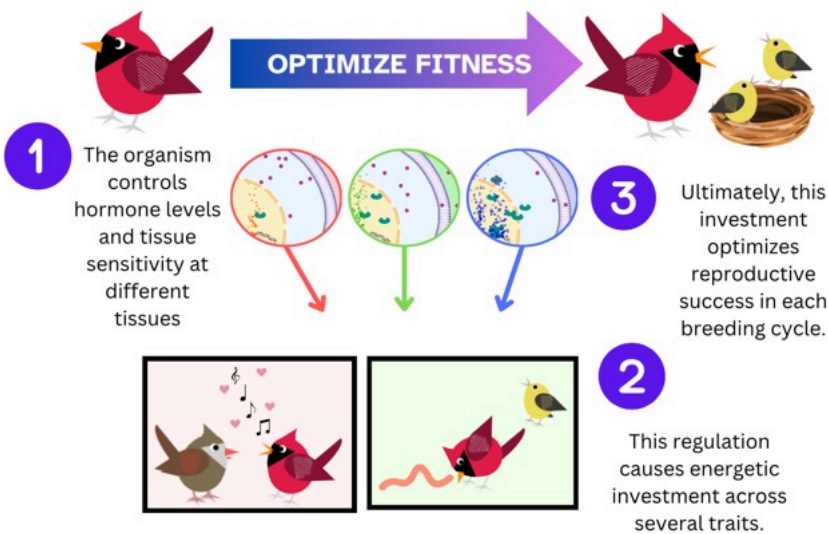 OPTIMIZE FITNESS
1
The organism
controls
hormone levels
and tissue
sensitivity at
different
tissues
3
Ultimately, this
investment
optimizes
reproductive
success in each
breeding cycle.
2
This regulation
causes energetic
investment across
several traits.